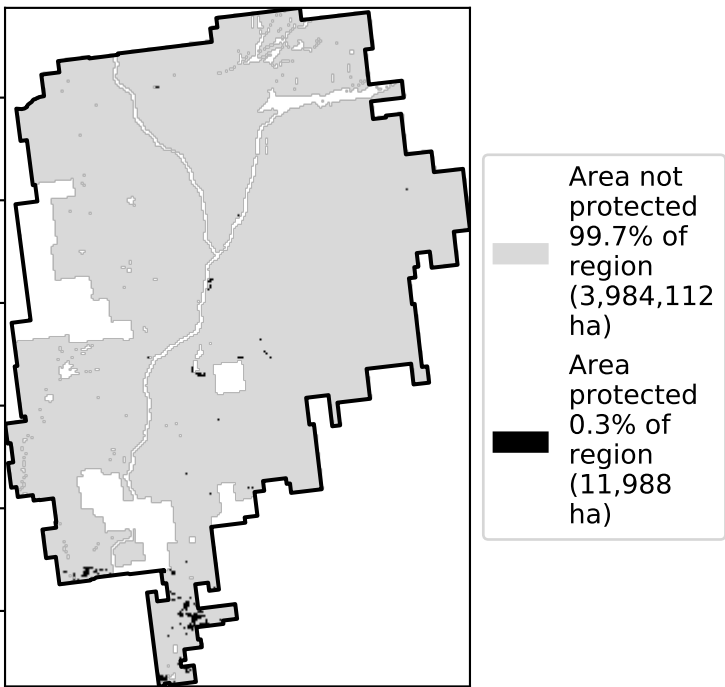 Area not
protected
99.7% of
region
(3,984,112
ha)
Area
protected
0.3% of
region
(11,988
ha)